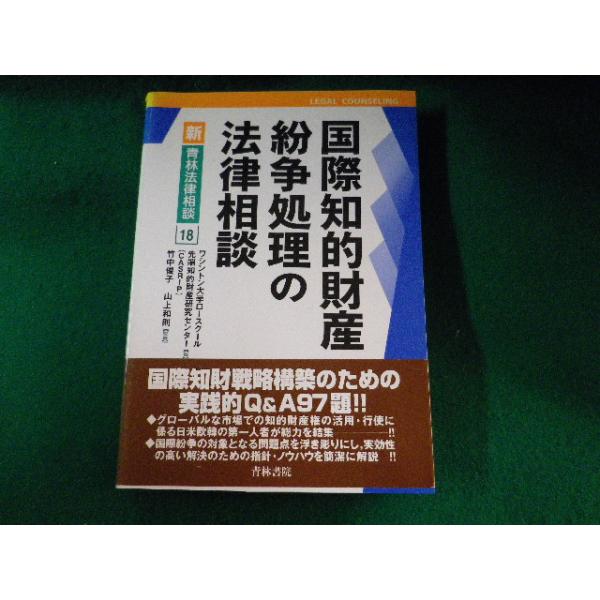 LEGAL COUNSELING
国際知的財産
紛争処理の
法律相談
新
青林法律相談
18
ワシントン大学ロースクール
先端知的財産研究センター
[CASRIP]
竹中俊子 山上和則
国際知財戦略構築のための
実践的Q&A97題!!
◆グローバルな市場での知的財産権の活用・行使に
係る日米欧韓の第一人者が総力を結集――!!
◆国際紛争の対象となる問題点を浮き彫りにし、実効性
の高い解決のための指針・ノウハウを簡潔に解説 !!
青林書院